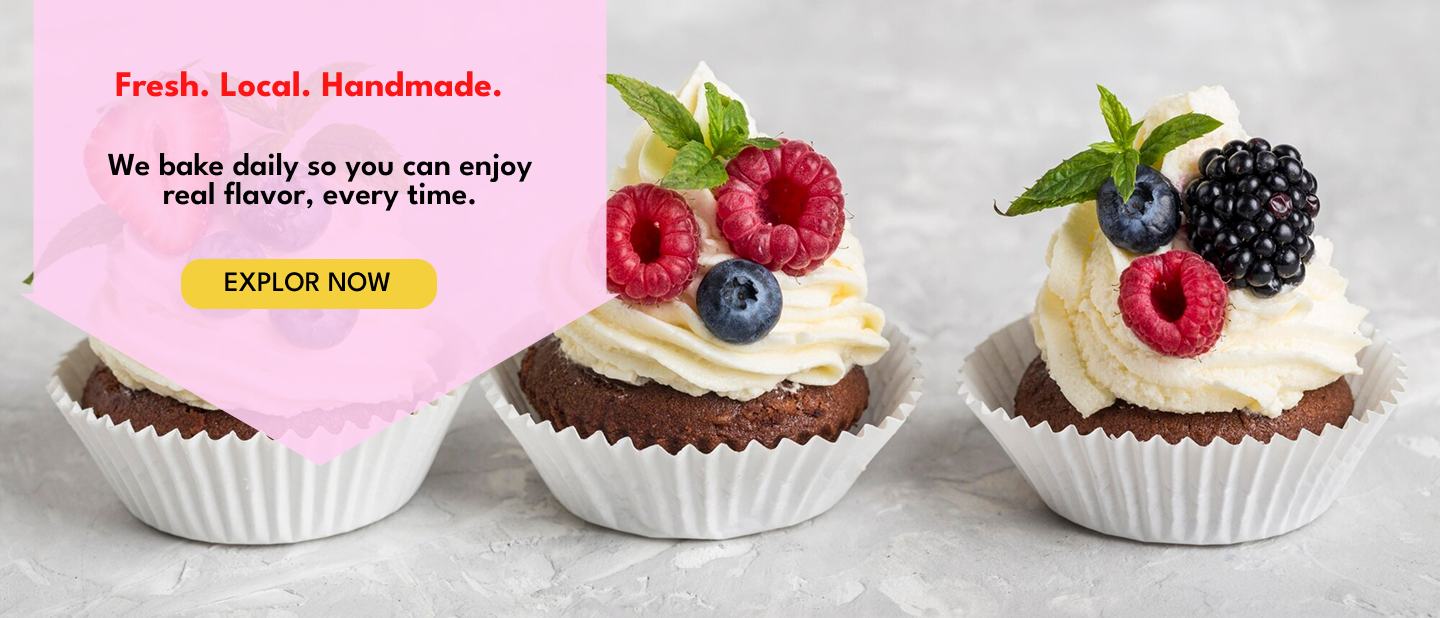 Fresh. Local. Handmade.
We bake daily so you can enjoy
real flavor, every time.
EXPLOR NOW